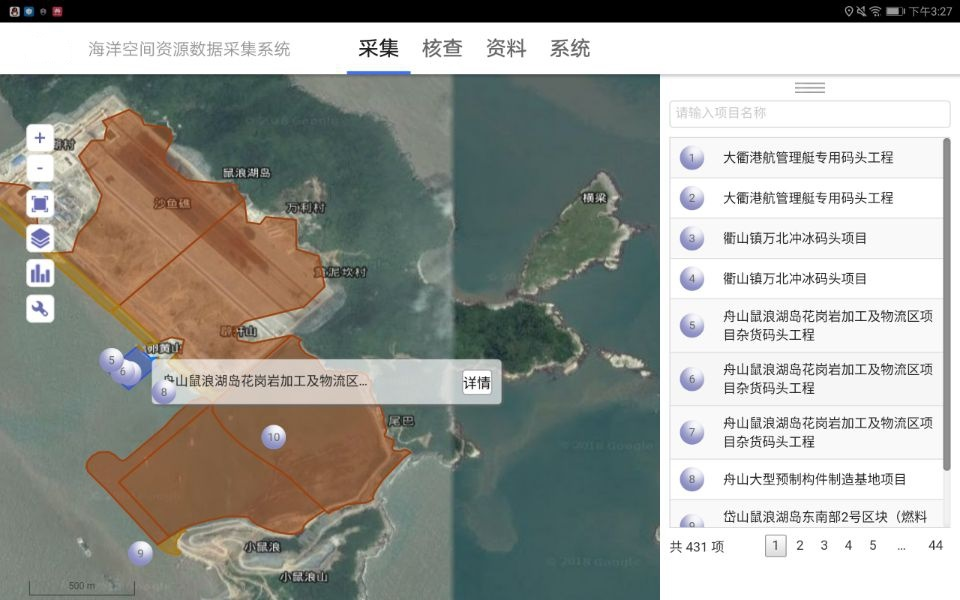 下午3:27
海洋空间资源数据采集系统
采集 核查 资料 系统
+
-
鼠浪湖岛
沙鱼礁
万利村
黄泥坎村
横梁
卵黄山
5
6
舟山鼠浪湖岛花岗岩加工及物流区...
详情
8
10
尾巴
9
小鼠浪
小鼠浪山
500 m
©2018 Google
©2018 Google
©2018 Google
请输入项目名称
1 大衢港航管理艇专用码头工程
2 大衢港航管理艇专用码头工程
3 衢山镇万北冲冰码头项目
4 衢山镇万北冲冰码头项目
5 舟山鼠浪湖岛花岗岩加工及物流区项
目杂货码头工程
6 舟山鼠浪湖岛花岗岩加工及物流区项
目杂货码头工程
7 舟山鼠浪湖岛花岗岩加工及物流区项
目杂货码头工程
8 舟山大型预制构件制造基地项目
9 岱山鼠浪湖岛东南部2号区块（燃料
共 431 项 1 2 3 4 5 ... 44